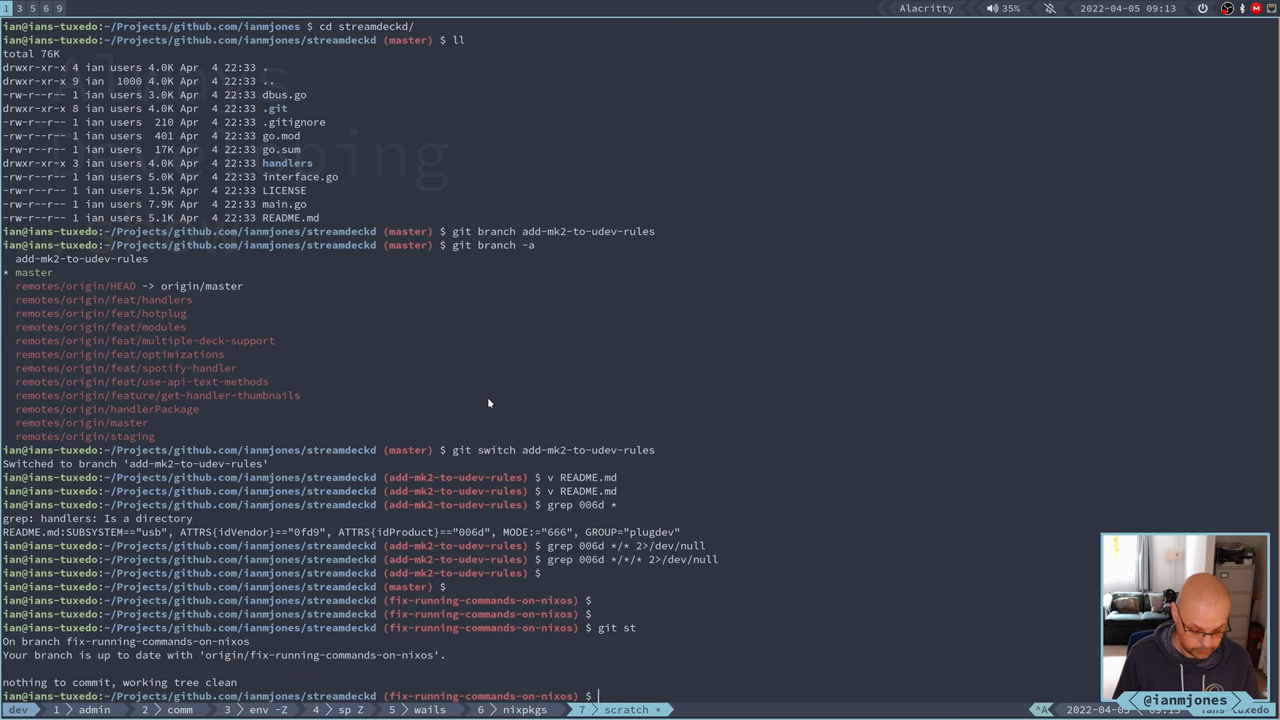 1 3 5 6 9 Alacritty 35% 2022-04-05 09:13
ian@ians-tuxedo:~/Projects/github.com/ianmjones $ cd streamdeckd/
ian@ians-tuxedo:~/Projects/github.com/ianmjones/streamdeckd (master) $ ll
total 76K
drwxr-xr-x 4 ian users 4.0K Apr  4 22:33 .
drwxr-xr-x 9 ian  1000 4.0K Apr  4 22:33 ..
-rw-r--r-- 1 ian users 3.0K Apr  4 22:33 dbus.go
drwxr-xr-x 8 ian users 4.0K Apr  4 22:33 .git
-rw-r--r-- 1 ian users  210 Apr  4 22:33 .gitignore
-rw-r--r-- 1 ian users  401 Apr  4 22:33 go.mod
-rw-r--r-- 1 ian users  17K Apr  4 22:33 go.sum
drwxr-xr-x 3 ian users 4.0K Apr  4 22:33 handlers
-rw-r--r-- 1 ian users 5.0K Apr  4 22:33 interface.go
-rw-r--r-- 1 ian users 1.5K Apr  4 22:33 LICENSE
-rw-r--r-- 1 ian users 7.9K Apr  4 22:33 main.go
-rw-r--r-- 1 ian users 5.1K Apr  4 22:33 README.md
ian@ians-tuxedo:~/Projects/github.com/ianmjones/streamdeckd (master) $ git branch add-mk2-to-udev-rules
ian@ians-tuxedo:~/Projects/github.com/ianmjones/streamdeckd (master) $ git branch -a
  add-mk2-to-udev-rules
* master
  remotes/origin/HEAD -> origin/master
  remotes/origin/feat/handlers
  remotes/origin/feat/hotplug
  remotes/origin/feat/modules
  remotes/origin/feat/multiple-deck-support
  remotes/origin/feat/optimizations
  remotes/origin/feat/spotify-handler
  remotes/origin/feat/use-api-text-methods
  remotes/origin/feature/get-handler-thumbnails
  remotes/origin/handlerPackage
  remotes/origin/master
  remotes/origin/staging
ian@ians-tuxedo:~/Projects/github.com/ianmjones/streamdeckd (master) $ git switch add-mk2-to-udev-rules
Switched to branch 'add-mk2-to-udev-rules'
ian@ians-tuxedo:~/Projects/github.com/ianmjones/streamdeckd (add-mk2-to-udev-rules) $ v README.md
ian@ians-tuxedo:~/Projects/github.com/ianmjones/streamdeckd (add-mk2-to-udev-rules) $ v README.md
ian@ians-tuxedo:~/Projects/github.com/ianmjones/streamdeckd (add-mk2-to-udev-rules) $ grep 006d *
grep: handlers: Is a directory
README.md:SUBSYSTEM=="usb", ATTRS{idVendor}=="0fd9", ATTRS{idProduct}=="006d", MODE:="666", GROUP="plugdev"
ian@ians-tuxedo:~/Projects/github.com/ianmjones/streamdeckd (add-mk2-to-udev-rules) $ grep 006d */* 2>/dev/null
ian@ians-tuxedo:~/Projects/github.com/ianmjones/streamdeckd (add-mk2-to-udev-rules) $ grep 006d */*/* 2>/dev/null
ian@ians-tuxedo:~/Projects/github.com/ianmjones/streamdeckd (add-mk2-to-udev-rules) $
ian@ians-tuxedo:~/Projects/github.com/ianmjones/streamdeckd (master) $
ian@ians-tuxedo:~/Projects/github.com/ianmjones/streamdeckd (fix-running-commands-on-nixos) $
ian@ians-tuxedo:~/Projects/github.com/ianmjones/streamdeckd (fix-running-commands-on-nixos) $
ian@ians-tuxedo:~/Projects/github.com/ianmjones/streamdeckd (fix-running-commands-on-nixos) $ git st
On branch fix-running-commands-on-nixos
Your branch is up to date with 'origin/fix-running-commands-on-nixos'.
nothing to commit, working tree clean
ian@ians-tuxedo:~/Projects/github.com/ianmjones/streamdeckd (fix-running-commands-on-nixos) $
@ianmjones
dev 1 admin 2 comm 3 env -Z 4 sp Z 5 wails 6 nixpkgs 7 scratch * ^A 2022-04-05 tuxedo